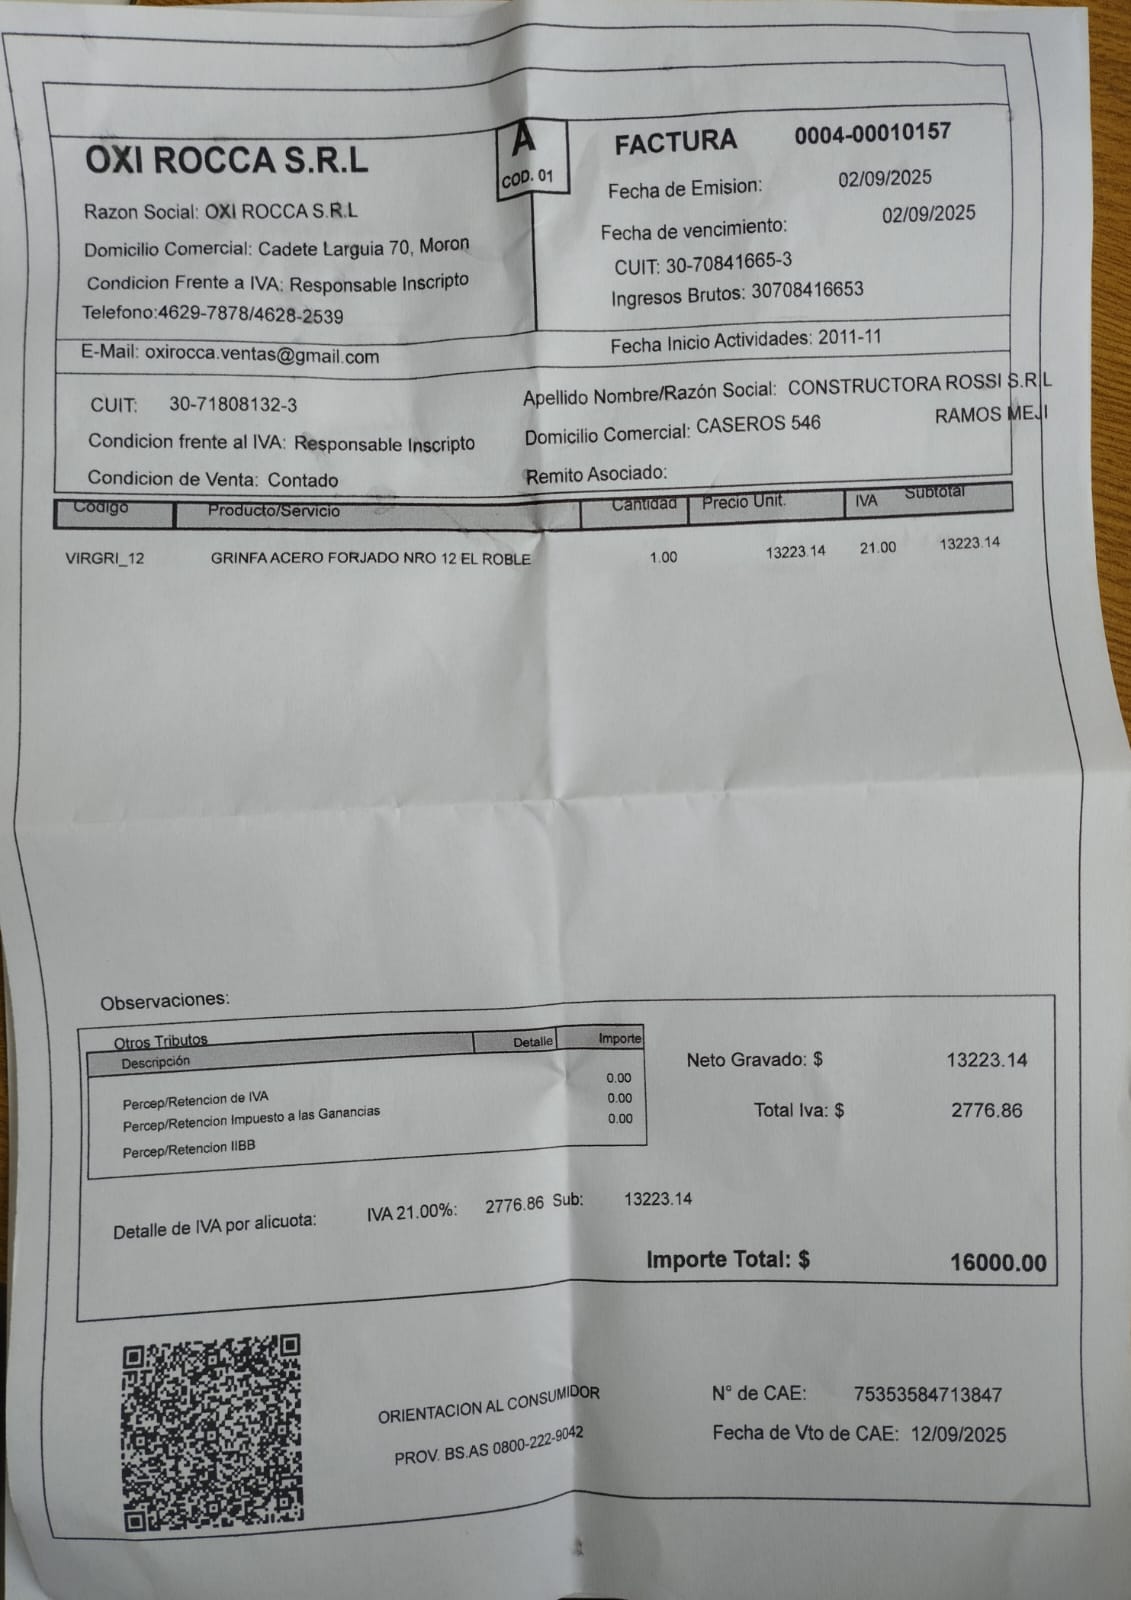 OXI ROCCA S.R.L
A
COD. 01
FACTURA 0004-00010157
Fecha de Emision: 02/09/2025
Fecha de vencimiento: 02/09/2025
CUIT: 30-70841665-3
Ingresos Brutos: 30708416653
Fecha Inicio Actividades: 2011-11
Razon Social: OXI ROCCA S.R.L
Domicilio Comercial: Cadete Larguia 70, Moron
Condicion Frente a IVA: Responsable Inscripto
Telefono:4629-7878/4628-2539
E-Mail: oxirocca.ventas@gmail.com
CUIT: 30-71808132-3
Condicion frente al IVA: Responsable Inscripto
Condicion de Venta: Contado
Apellido Nombre/Razón Social: CONSTRUCTORA ROSSI S.R.L
Domicilio Comercial: CASEROS 546 RAMOS MEJI
Remito Asociado:
Codigo Producto/Servicio Cantidad Precio Unit. IVA Subtotal
VIRGRI_12 GRINFA ACERO FORJADO NRO 12 EL ROBLE 1.00 13223.14 21.00 13223.14
Observaciones:
Otros Tributos
Descripción Detalle Importe
Percep/Retencion de IVA 0.00
Percep/Retencion Impuesto a las Ganancias 0.00
Percep/Retencion IIBB 0.00
Neto Gravado: $ 13223.14
Total Iva: $ 2776.86
Detalle de IVA por alicuota: IVA 21.00%: 2776.86 Sub: 13223.14
Importe Total: $ 16000.00
ORIENTACION AL CONSUMIDOR
PROV. BS.AS 0800-222-9042
N° de CAE: 75353584713847
Fecha de Vto de CAE: 12/09/2025